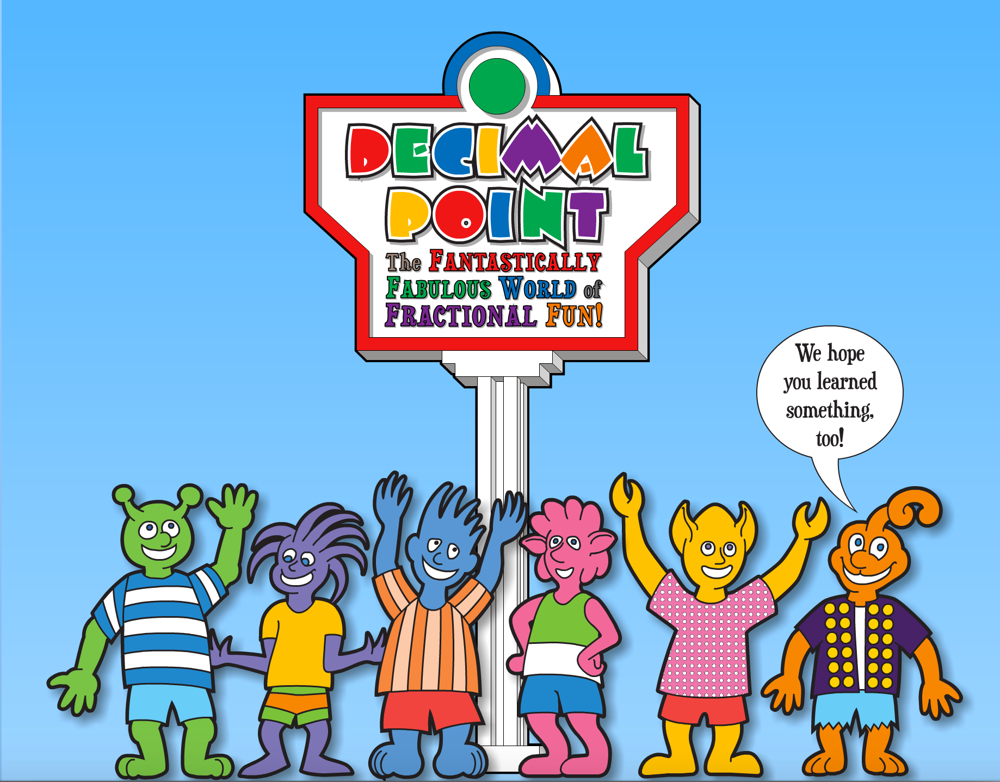 DECIMAL
POINT
The FANTASTICALLY
FABULOUS WORLD of
FRACTIONAL FUN!
We hope
you learned
something,
too!